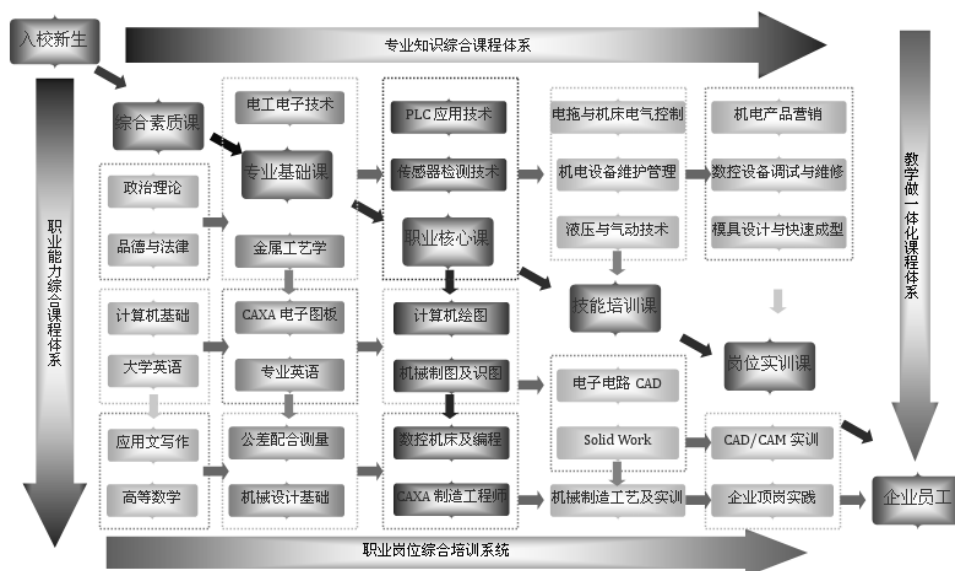 入校新生
专业知识综合课程体系
综合素质课
电工电子技术
PLC 应用技术
电拖与机床电气控制
机电产品营销
专业基础课
传感器检测技术
机电设备维护管理
数控设备调试与维修
政治理论
品德与法律
金属工艺学
职业核心课
液压与气动技术
模具设计与快速成型
职业能力综合课程体系
教学做一体化课程体系
计算机基础
CAXA 电子图板
计算机绘图
技能培训课
大学英语
专业英语
机械制图及识图
电子电路 CAD
岗位实训课
应用文写作
公差配合测量
数控机床及编程
Solid Work
CAD/CAM 实训
高等数学
机械设计基础
CAXA 制造工程师
机械制造工艺及实训
企业顶岗实践
企业员工
职业岗位综合培训系统